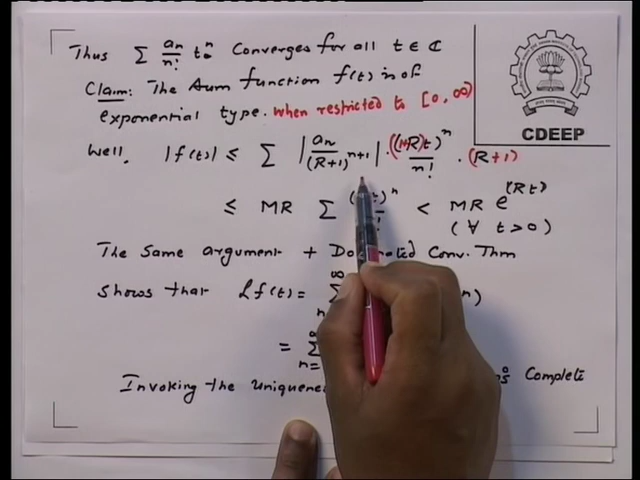 Thus Σ an/n! tⁿ Converges for all t ∈ ℂ
Claim: The sum function f(t) is of
exponential type. when restricted to [0, ∞)
CDEEP
Well, |f(t)| ≤ Σ |an/(R+1)ⁿ⁺¹| · ((1+R)t)ⁿ/n! · (R+1)
≤ MR Σ < MR e^(Rt)
(∀ t>0)
The Same argument + Dominated Conv. Thm
Shows that ℒf(t) =
= Σ
Invoking the Complete